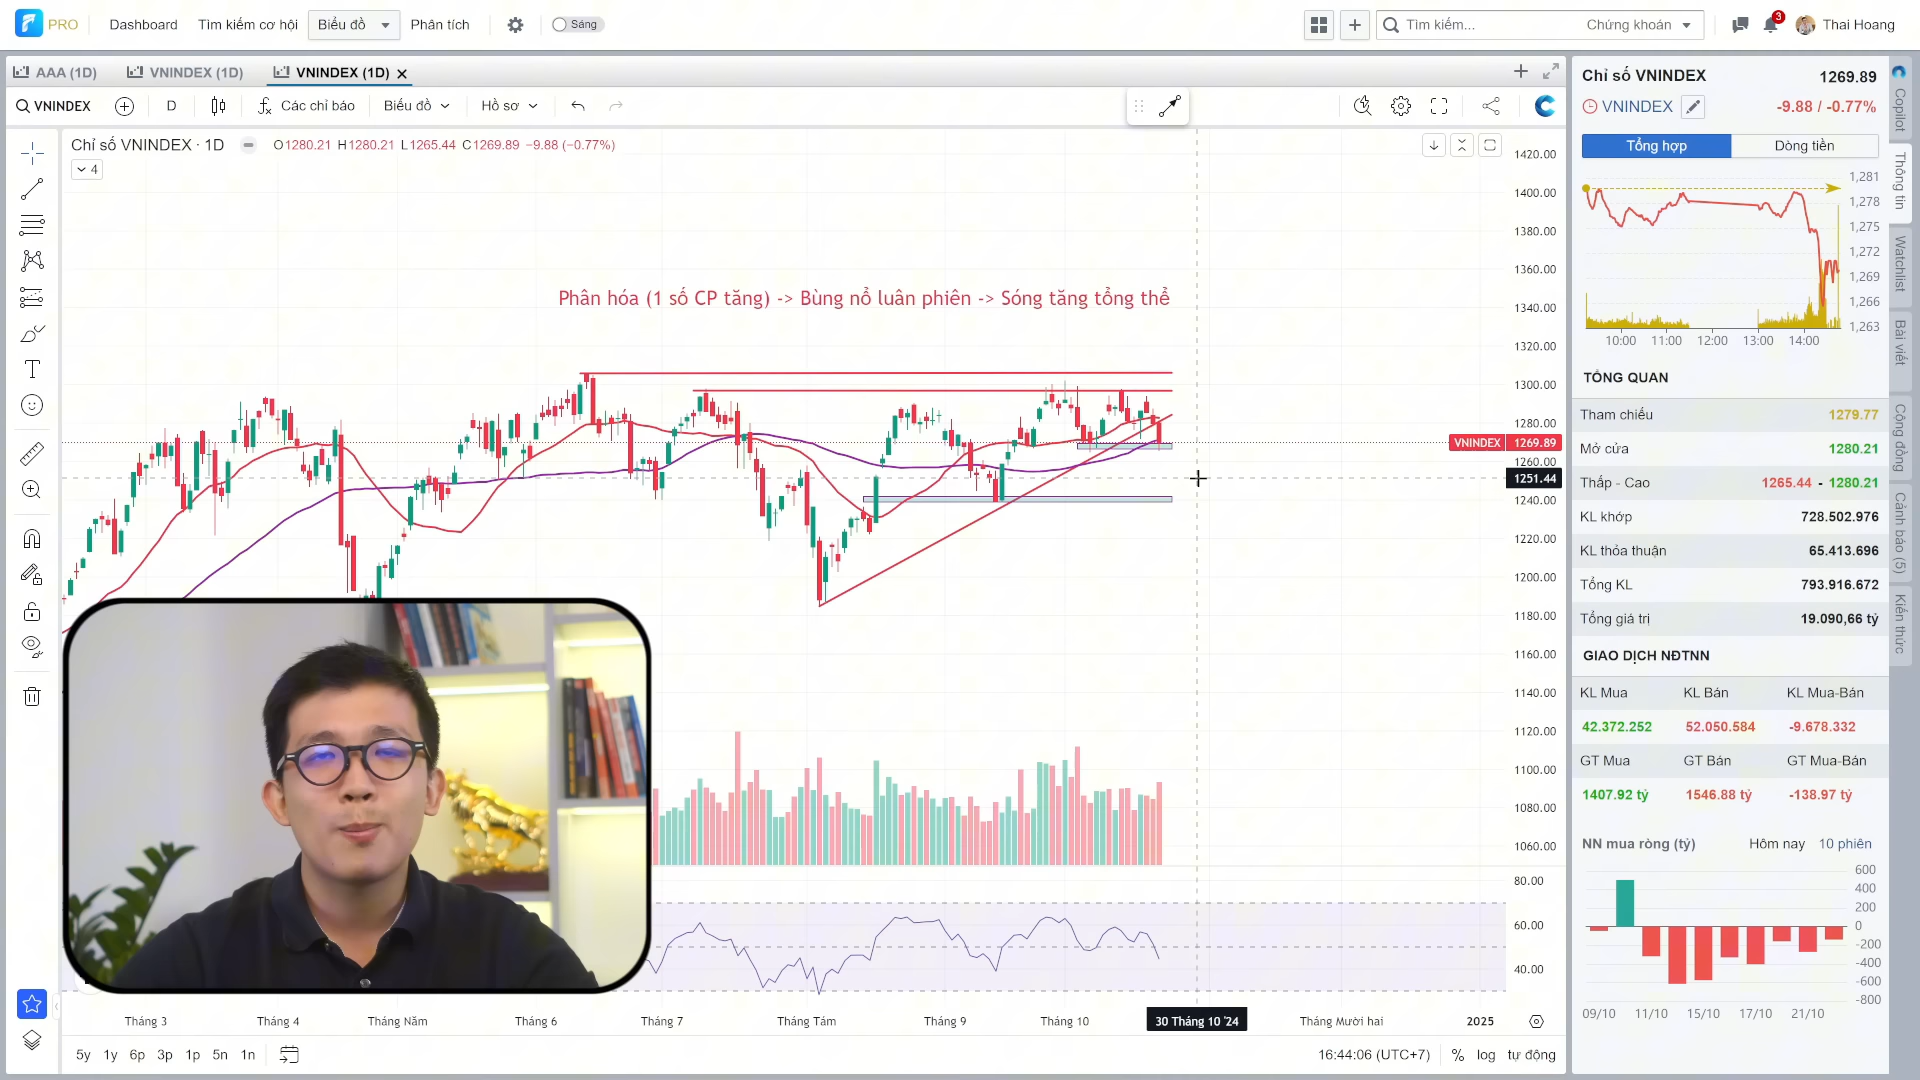 PRO Dashboard Tìm kiếm cơ hội Biểu đồ Phân tích Sáng Tìm kiếm... Chứng khoán 3 Thai Hoang
AAA (1D) VNINDEX (1D) VNINDEX (1D)
VNINDEX D Các chỉ báo Biểu đồ Hồ sơ
Chỉ số VNINDEX · 1D O1280.21 H1280.21 L1265.44 C1269.89 −9.88 (−0.77%)
4
Phân hóa (1 số CP tăng) -> Bùng nổ luân phiên -> Sóng tăng tổng thể
1420.00
1400.00
1380.00
1360.00
1340.00
1320.00
1300.00
1280.00
VNINDEX 1269.89
1260.00
1251.44
1240.00
1220.00
1200.00
1180.00
1160.00
1140.00
1120.00
1100.00
1080.00
1060.00
80.00
60.00
40.00
Tháng 3 Tháng 4 Tháng Năm Tháng 6 Tháng 7 Tháng Tám Tháng 9 Tháng 10 30 Tháng 10 '24 Tháng Mười hai 2025
5y 1y 6p 3p 1p 5n 1n 16:44:06 (UTC+7) % log tự động
Chỉ số VNINDEX 1269.89
VNINDEX -9.88 / -0.77%
Tổng hợp Dòng tiền
1,281
1,278
1,275
1,272
1,269
1,266
1,263
10:00 11:00 12:00 13:00 14:00
TỔNG QUAN
Tham chiếu 1279.77
Mở cửa 1280.21
Thấp - Cao 1265.44 - 1280.21
KL khớp 728.502.976
KL thỏa thuận 65.413.696
Tổng KL 793.916.672
Tổng giá trị 19.090,66 tỷ
GIAO DỊCH NĐTNN
KL Mua KL Bán KL Mua-Bán
42.372.252 52.050.584 -9.678.332
GT Mua GT Bán GT Mua-Bán
1407.92 tỷ 1546.88 tỷ -138.97 tỷ
NN mua ròng (tỷ) Hôm nay 10 phiên
600
400
200
0
-200
-400
-600
-800
09/10 11/10 15/10 17/10 21/10
Copilot
Thông tin
Watchlist
Bài viết
Cộng đồng
Cảnh báo (5)
Kiến thức